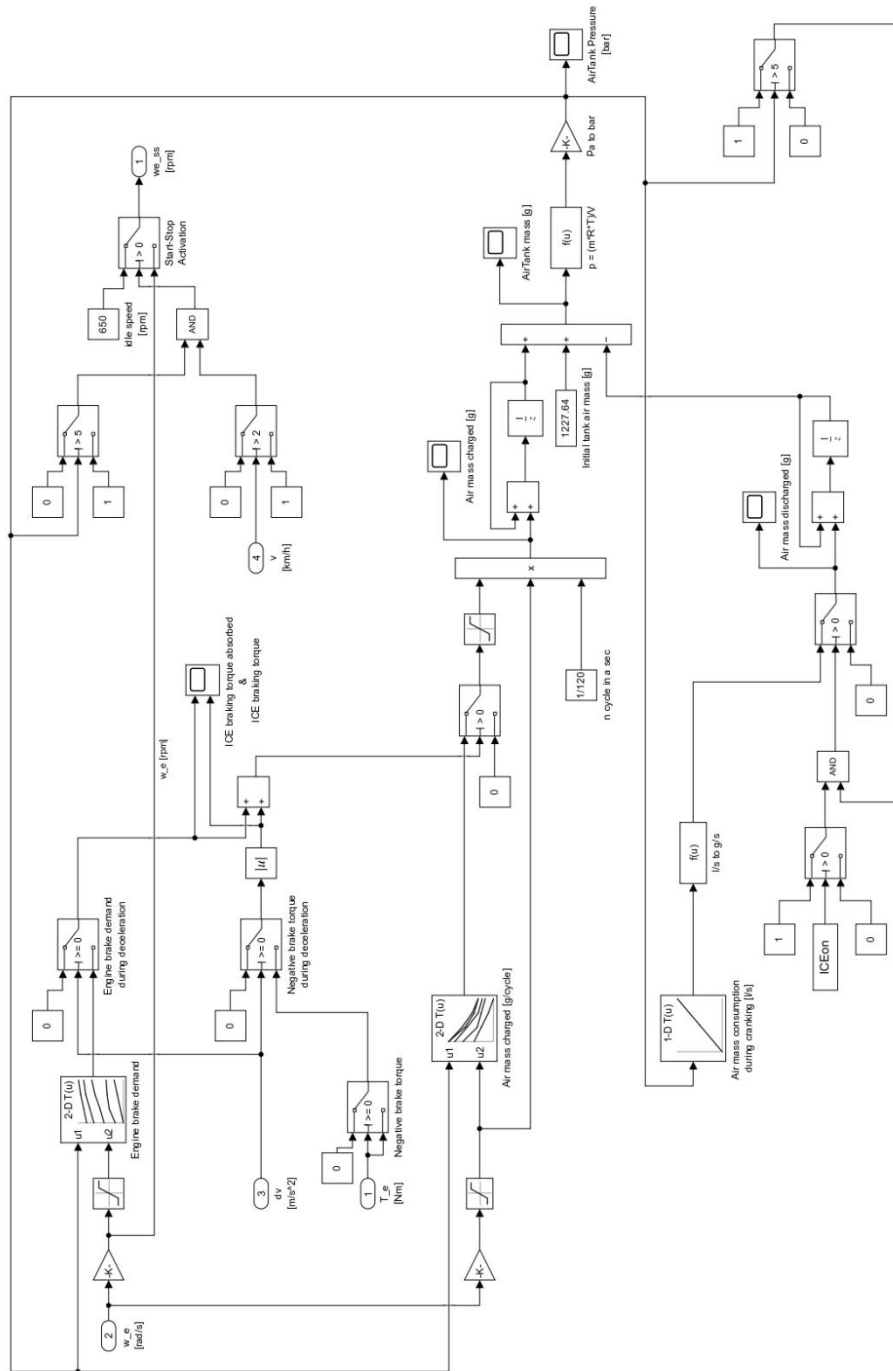 2
w_e
[rad/s]
-K-
u1
u2
2-D T(u)
Engine brake demand
0
>= 0
Engine brake demand
during deceleration
3
dv
[m/s^2]
0
>= 0
Negative brake torque
during deceleration
|u|
+
+
ICE braking torque absorbed
&
ICE braking torque
1
T_e
[Nm]
0
>= 0
Negative brake torque
w_e [rpm]
0
> 5
1
4
v
[km/h]
0
> 2
1
AND
650
idle speed
[rpm]
> 0
Start-Stop
Activation
1
we_ss
[rpm]
-K-
u1
u2
2-D T(u)
Air mass charged [g/cycle]
0
> 0
1/120
n cycle in a sec
x
Air mass charged [g]
+
+
1
z
1227.64
Initial tank air mass [g]
+
+
−
AirTank mass [g]
f(u)
p = (m*R*T)/V
-K-
Pa to bar
AirTank Pressure
[bar]
1-D T(u)
Air mass consumption
during cranking [l/s]
f(u)
l/s to g/s
1
ICEon
0
> 0
AND
0
> 0
Air mass discharged [g]
+
+
1
z
1
> 5
0